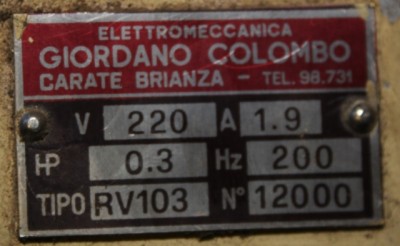 ELETTROMECCANICA
GIORDANO COLOMBO
CARATE BRIANZA - TEL. 98.731
V 220 A 1.9
HP 0.3 Hz 200
TIPO RV103 N° 12000